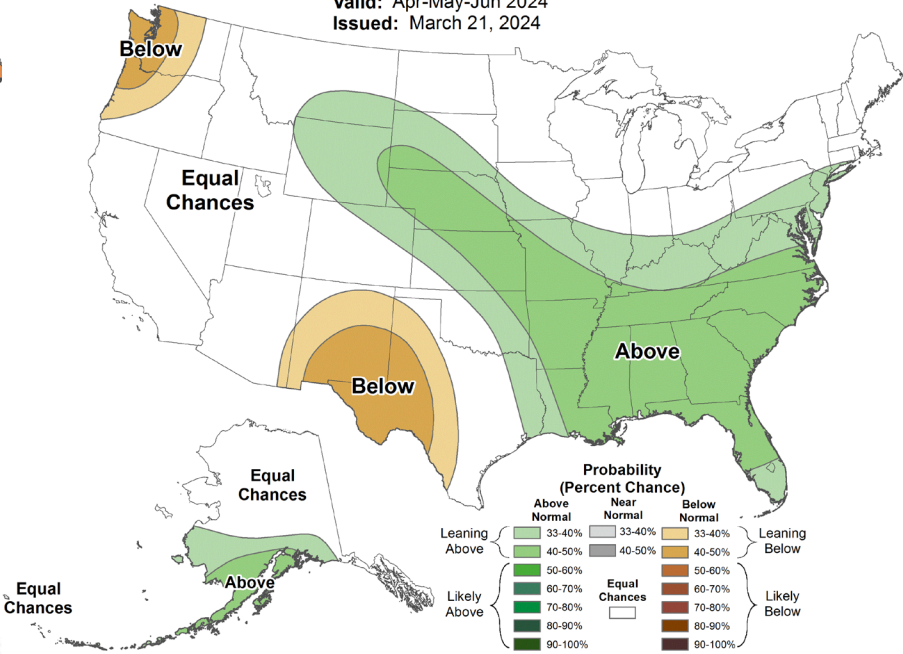 Valid: Apr-May-Jun 2024
Issued: March 21, 2024
Below
Equal
Chances
Above
Below
Equal
Chances
Above
Equal
Chances
Probability
(Percent Chance)
Above
Normal
Near
Normal
Below
Normal
Leaning
Above
33-40%
33-40%
33-40%
Leaning
Below
40-50%
40-50%
40-50%
Likely
Above
50-60%
50-60%
Likely
Below
60-70%
Equal
Chances
60-70%
70-80%
70-80%
80-90%
80-90%
90-100%
90-100%